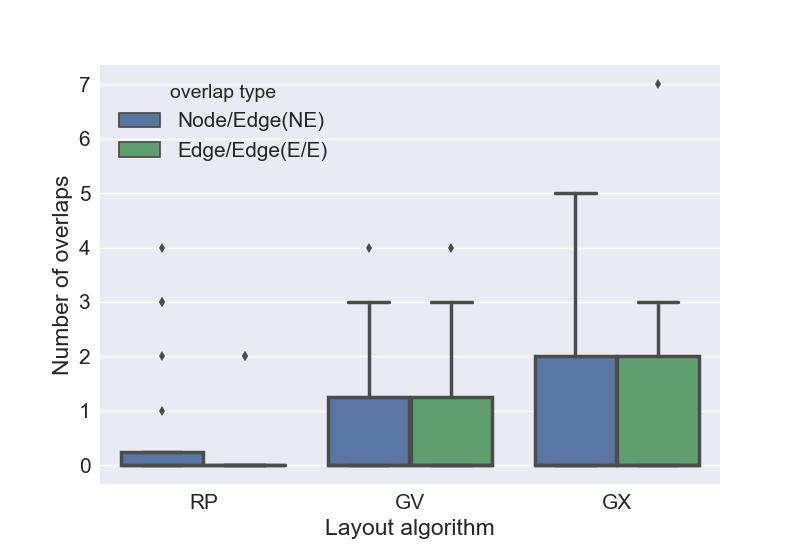 7
6
5
4
3
2
1
0
Number of overlaps
overlap type
Node/Edge(NE)
Edge/Edge(E/E)
RP GV GX
Layout algorithm